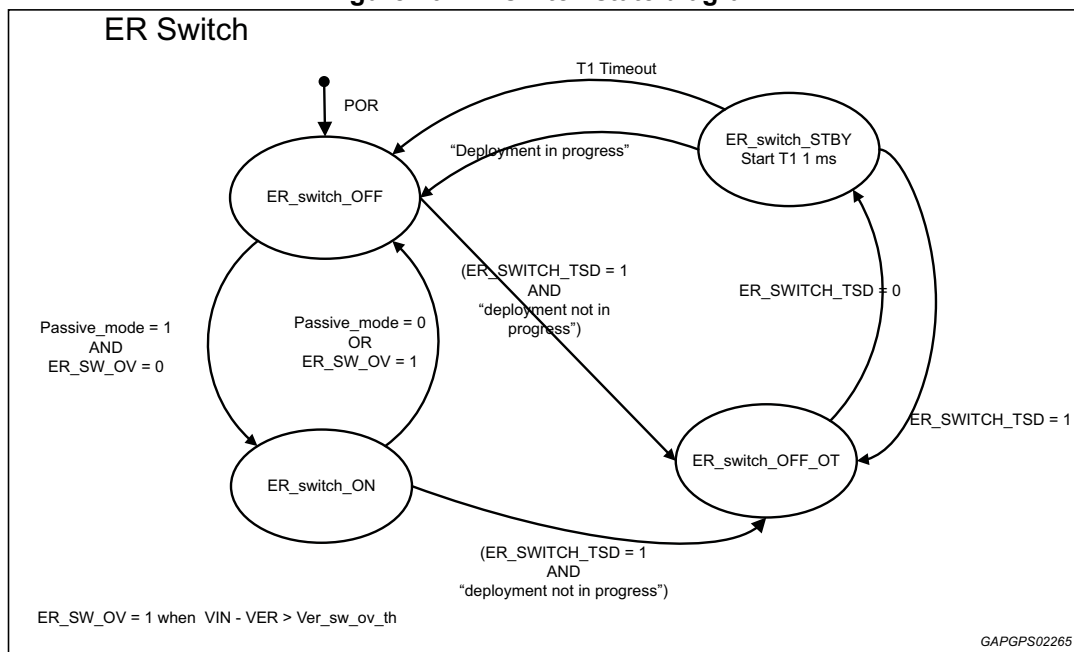 ER Switch
T1 Timeout
POR
ER_switch_STBY
Start T1 1 ms
“Deployment in progress”
ER_switch_OFF
(ER_SWITCH_TSD = 1
AND
“deployment not in
progress”)
ER_SWITCH_TSD = 0
Passive_mode = 1
AND
ER_SW_OV = 0
Passive_mode = 0
OR
ER_SW_OV = 1
ER_SWITCH_TSD = 1
ER_switch_OFF_OT
ER_switch_ON
(ER_SWITCH_TSD = 1
AND
“deployment not in progress”)
ER_SW_OV = 1 when VIN - VER > Ver_sw_ov_th
GAPGPS02265